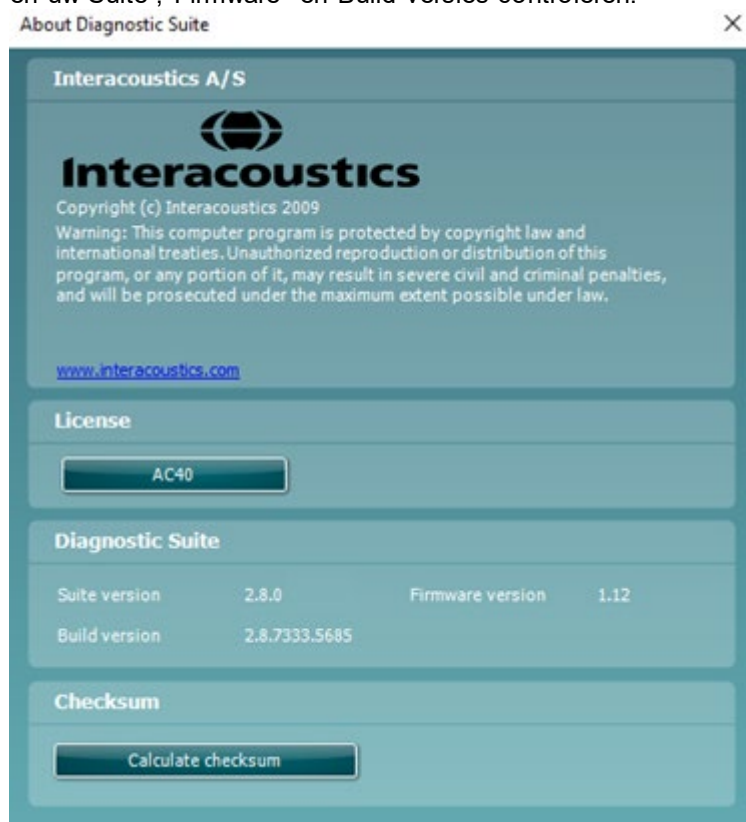 en uw Suite-, Firmware- en Build-versies controleren.
About Diagnostic Suite
Interacoustics A/S
Interacoustics
Copyright (c) Interacoustics 2009
Warning: This computer program is protected by copyright law and
international treaties. Unauthorized reproduction or distribution of this
program, or any portion of it, may result in severe civil and criminal penalties,
and will be prosecuted under the maximum extent possible under law.
www.interacoustics.com
License
AC40
Diagnostic Suite
Suite version 2.8.0 Firmware version 1.12
Build version 2.8.7333.5685
Checksum
Calculate checksum